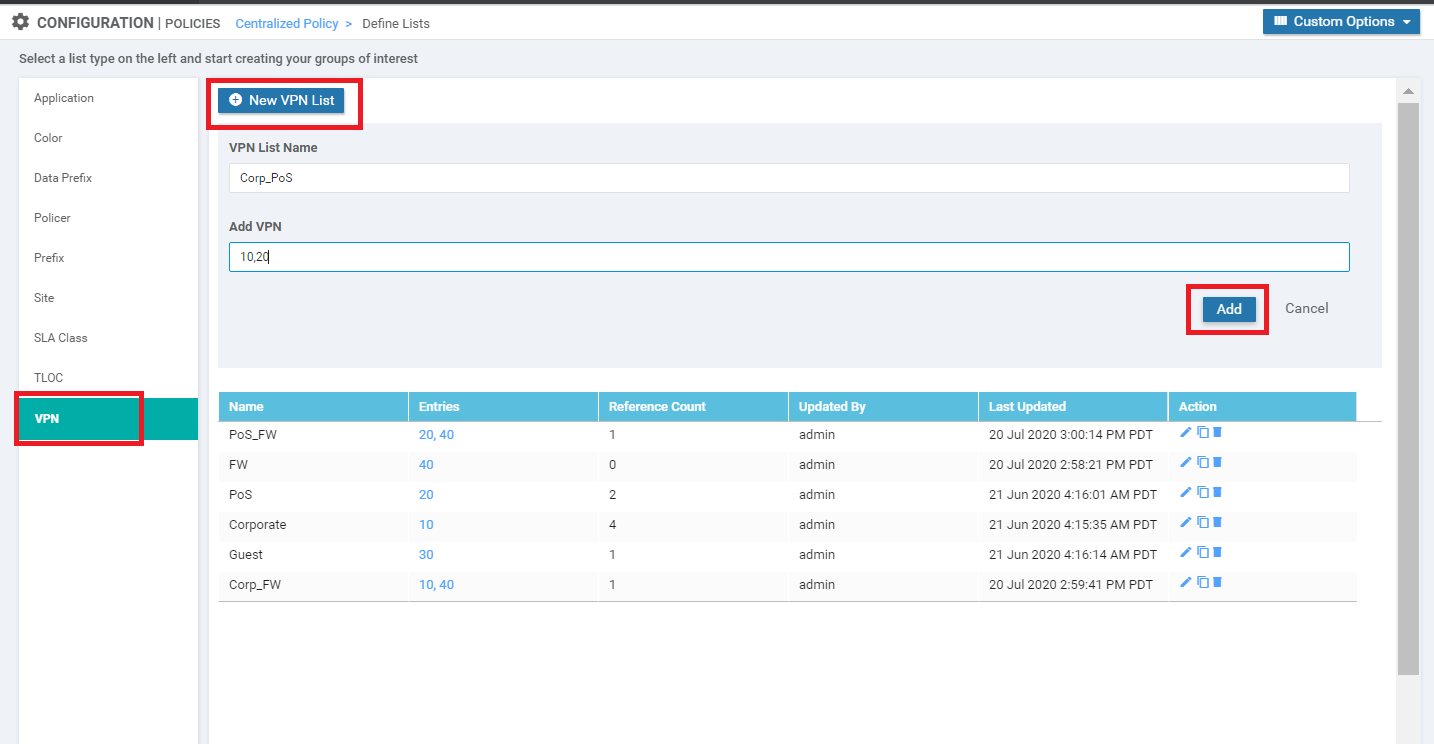 CONFIGURATION | POLICIES Centralized Policy > Define Lists
Custom Options
Select a list type on the left and start creating your groups of interest
Application
Color
Data Prefix
Policer
Prefix
Site
SLA Class
TLOC
VPN
New VPN List
VPN List Name
Corp_PoS
Add VPN
10,20
Add Cancel
Name Entries Reference Count Updated By Last Updated Action
PoS_FW 20, 40 1 admin 20 Jul 2020 3:00:14 PM PDT
FW 40 0 admin 20 Jul 2020 2:58:21 PM PDT
PoS 20 2 admin 21 Jun 2020 4:16:01 AM PDT
Corporate 10 4 admin 21 Jun 2020 4:15:35 AM PDT
Guest 30 1 admin 21 Jun 2020 4:16:14 AM PDT
Corp_FW 10, 40 1 admin 20 Jul 2020 2:59:41 PM PDT